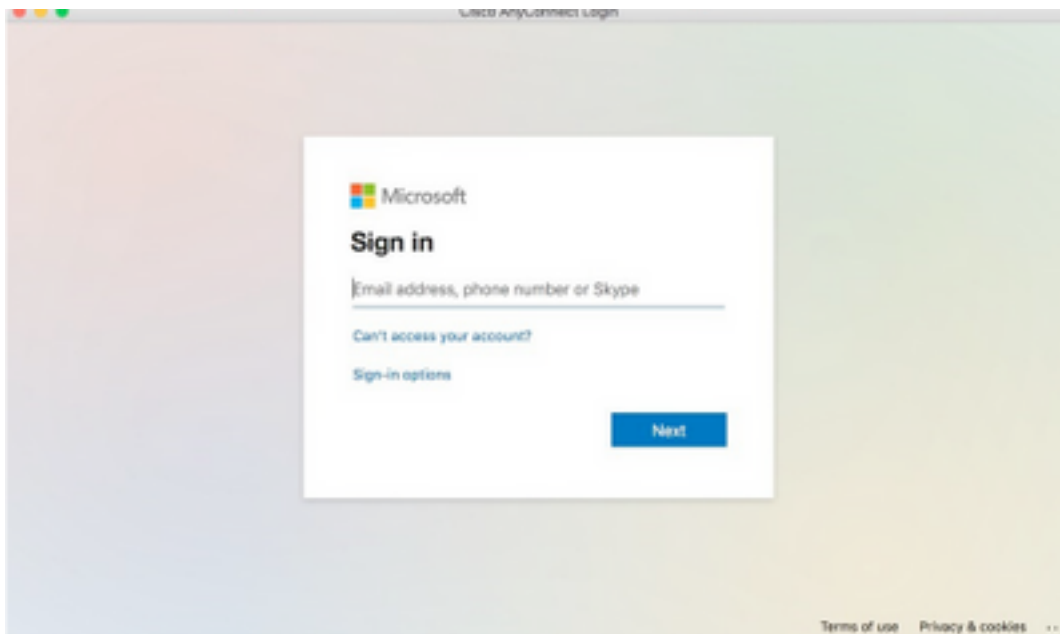 Cisco AnyConnect Login
Microsoft
Sign in
Email address, phone number or Skype
Can't access your account?
Sign-in options
Next
Terms of use Privacy & cookies ...